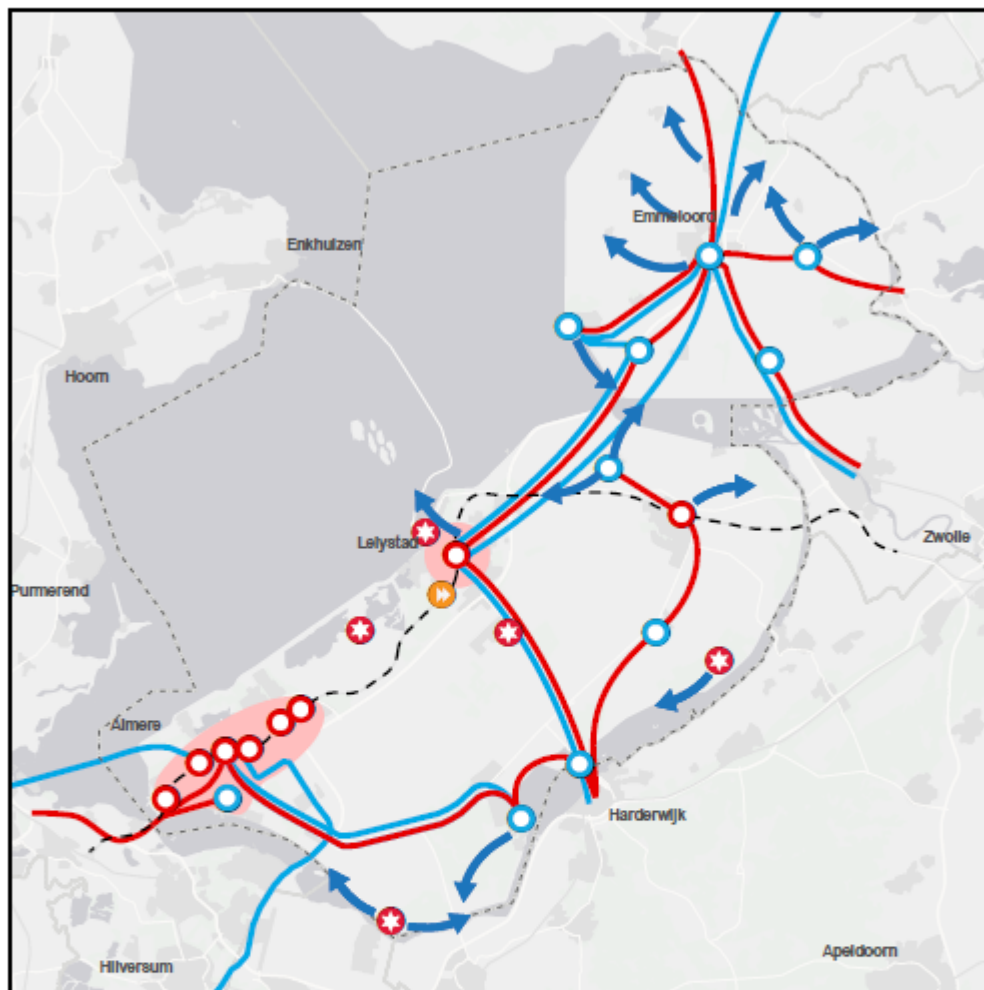 Emmeloord
Enkhuizen
Hoorn
Lelystad
Zwolle
Purmerend
Almere
Harderwijk
Apeldoorn
Hilversum